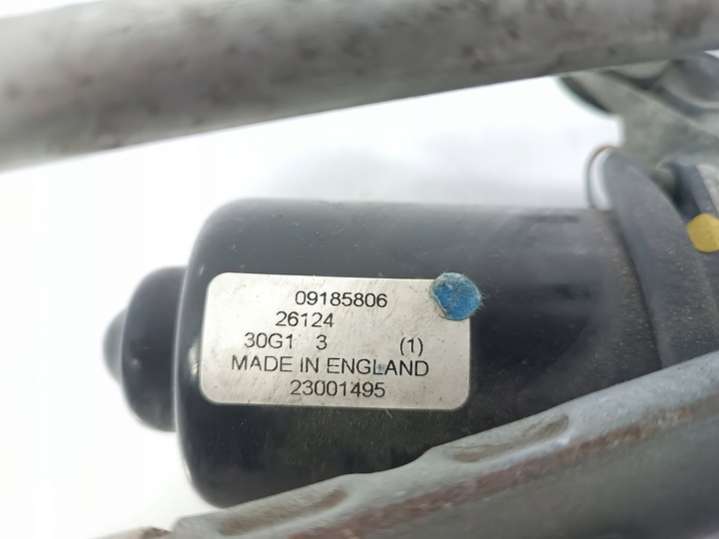 09185806
26124
30G1 3 (1)
MADE IN ENGLAND
23001495